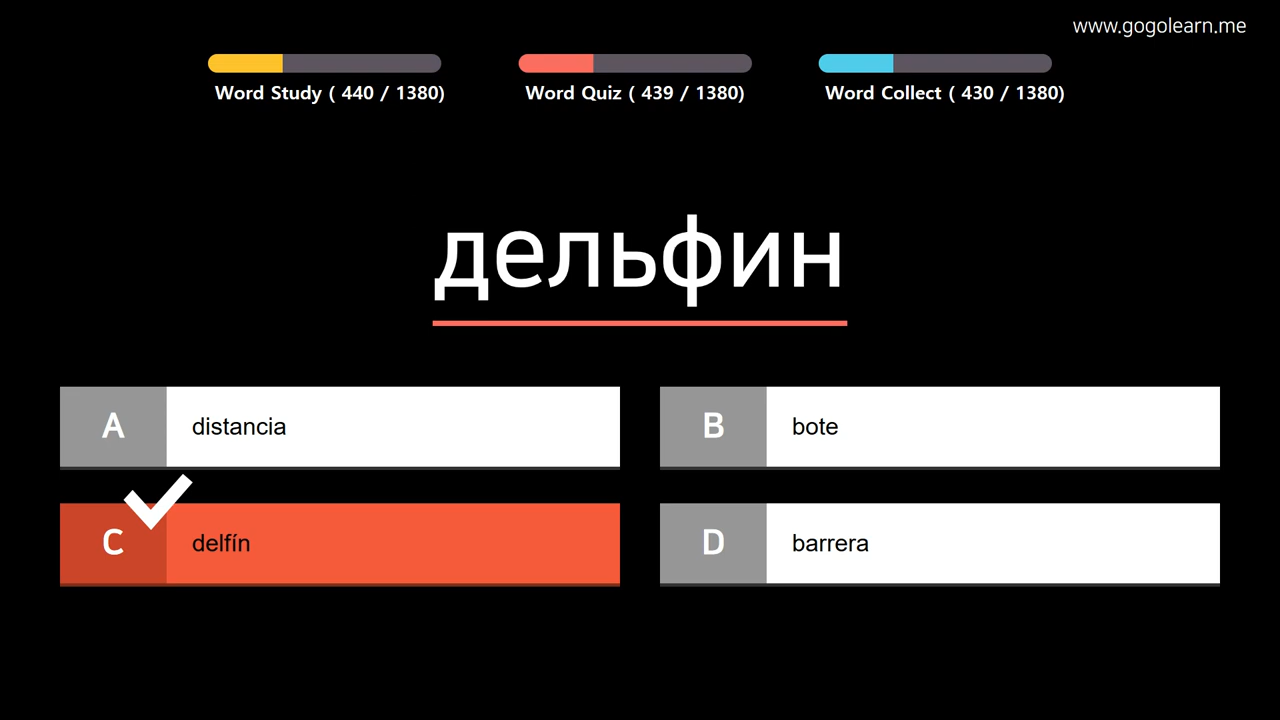 www.gogolearn.me
Word Study ( 440 / 1380)
Word Quiz ( 439 / 1380)
Word Collect ( 430 / 1380)
дельфин
A distancia
B bote
C delfín
D barrera